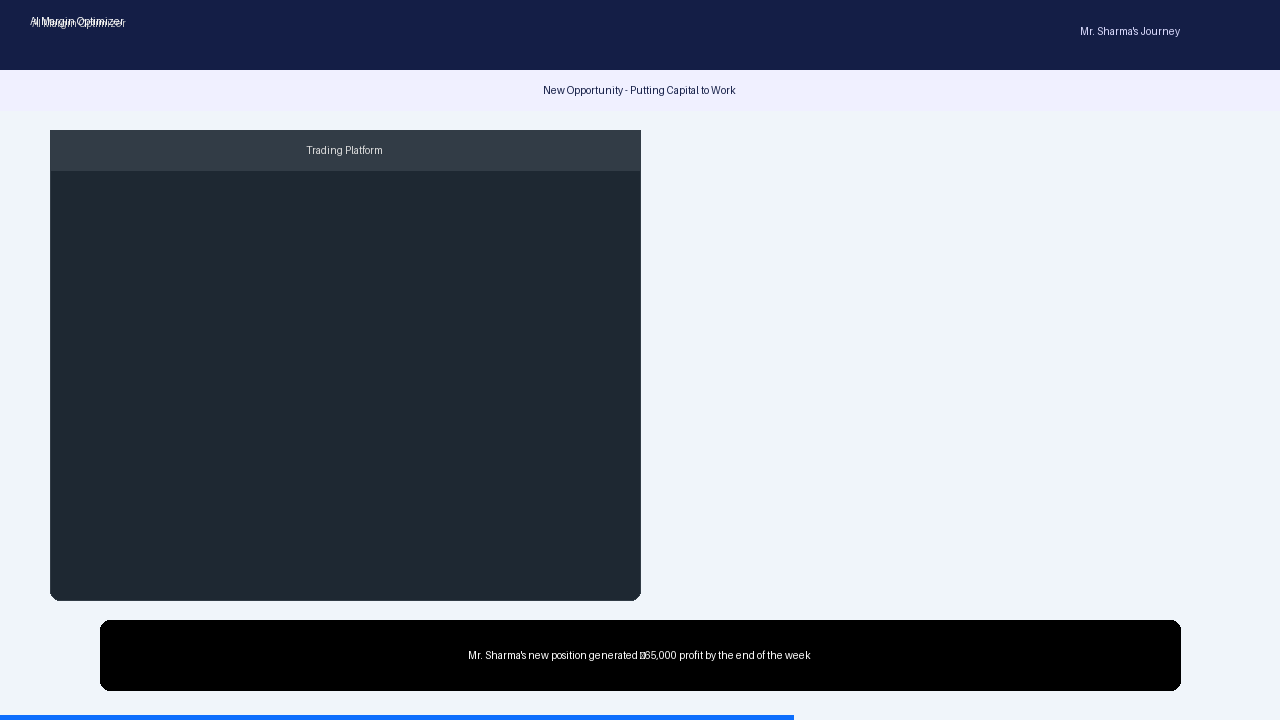 AI Margin Optimizer
Mr. Sharma's Journey
New Opportunity - Putting Capital to Work
Trading Platform
Mr. Sharma's new position generated 65,000 profit by the end of the week